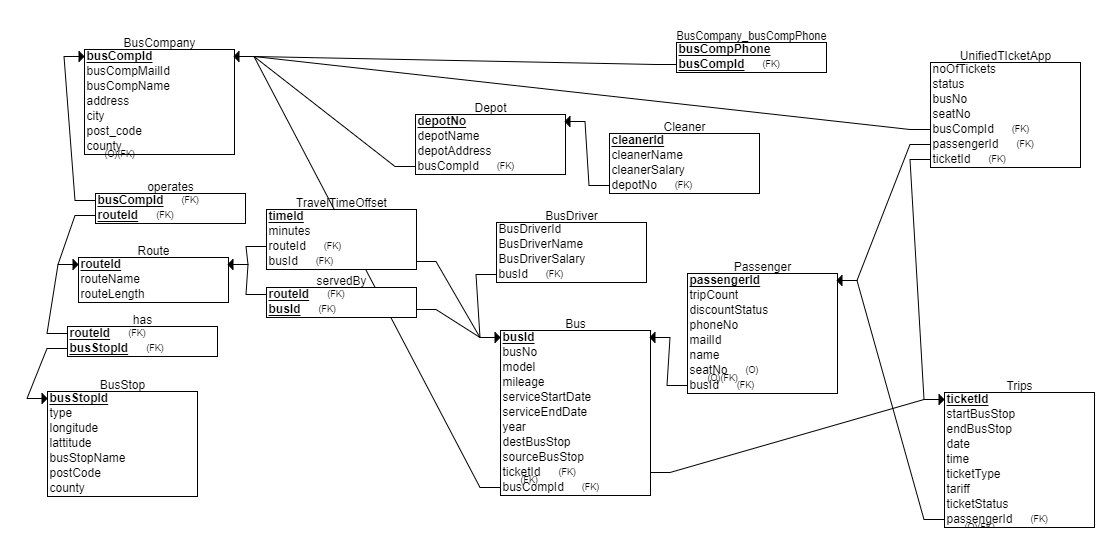 BusCompany
busCompId
busCompMailId
busCompName
address
city
post_code
county
(O)(FK)
BusCompany_busCompPhone
busCompPhone
busCompId (FK)
UnifiedTIcketApp
noOfTickets
status
busNo
seatNo
busCompId (FK)
passengerId (FK)
ticketId (FK)
Depot
depotNo
depotName
depotAddress
busCompId (FK)
Cleaner
cleanerId
cleanerName
cleanerSalary
depotNo (FK)
operates
busCompId (FK)
routeId (FK)
TravelTimeOffset
timeId
minutes
routeId (FK)
busId (FK)
BusDriver
BusDriverId
BusDriverName
BusDriverSalary
busId (FK)
Route
routeId
routeName
routeLength
servedBy
routeId (FK)
busId (FK)
Passenger
passengerId
tripCount
discountStatus
phoneNo
mailId
name
seatNo (O)
(O)(FK)
busId (FK)
has
routeId (FK)
busStopId (FK)
Bus
busId
busNo
model
mileage
serviceStartDate
serviceEndDate
year
destBusStop
sourceBusStop
ticketId (FK)
(FK)
busCompId (FK)
BusStop
busStopId
type
longitude
lattitude
busStopName
postCode
county
Trips
ticketId
startBusStop
endBusStop
date
time
ticketType
tariff
ticketStatus
passengerId (FK)
(O)(FK)